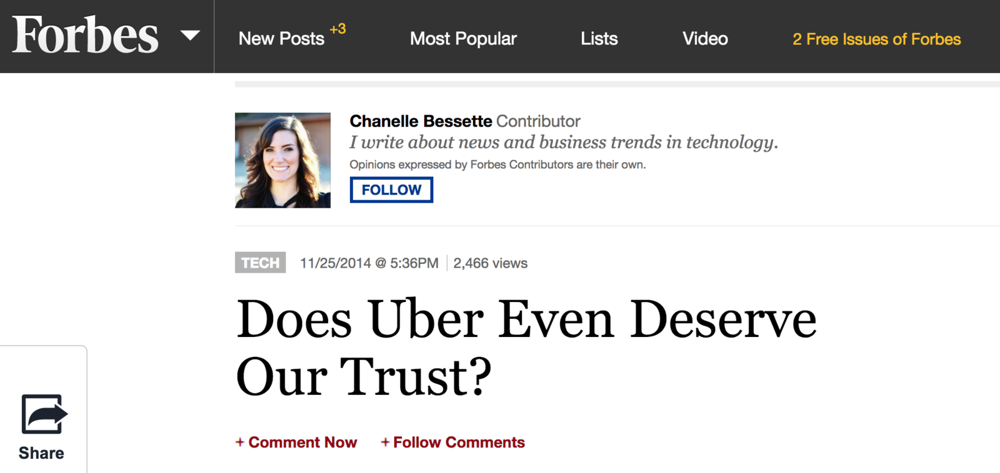 Forbes
New Posts +3
Most Popular
Lists
Video
2 Free Issues of Forbes
Chanelle Bessette Contributor
I write about news and business trends in technology.
Opinions expressed by Forbes Contributors are their own.
FOLLOW
TECH 11/25/2014 @ 5:36PM 2,466 views
Does Uber Even Deserve
Our Trust?
+ Comment Now + Follow Comments
Share